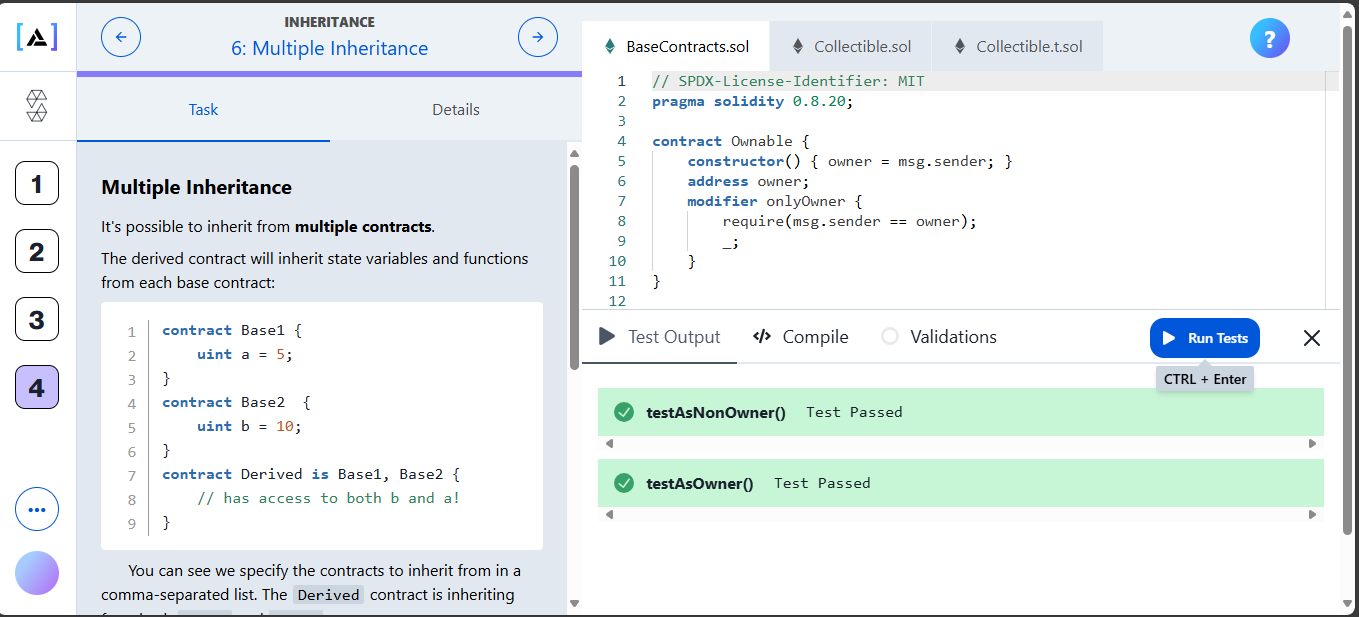 INHERITANCE
6: Multiple Inheritance
Task
Details
1
2
3
4
Multiple Inheritance
It's possible to inherit from multiple contracts.
The derived contract will inherit state variables and functions
from each base contract:
1 contract Base1 {
2 uint a = 5;
3 }
4 contract Base2 {
5 uint b = 10;
6 }
7 contract Derived is Base1, Base2 {
8 // has access to both b and a!
9 }
You can see we specify the contracts to inherit from in a
comma-separated list. The Derived contract is inheriting
BaseContracts.sol
Collectible.sol
Collectible.t.sol
?
1 // SPDX-License-Identifier: MIT
2 pragma solidity 0.8.20;
3
4 contract Ownable {
5 constructor() { owner = msg.sender; }
6 address owner;
7 modifier onlyOwner {
8 require(msg.sender == owner);
9 _;
10 }
11 }
12
Test Output
Compile
Validations
Run Tests
CTRL + Enter
testAsNonOwner() Test Passed
testAsOwner() Test Passed